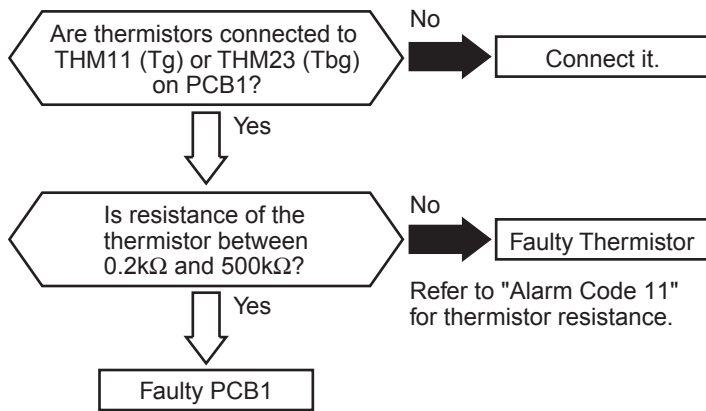 Are thermistors connected to
THM11 (Tg) or THM23 (Tbg)
on PCB1?
No
Connect it.
Yes
Is resistance of the
thermistor between
0.2kΩ and 500kΩ?
No
Faulty Thermistor
Refer to "Alarm Code 11"
for thermistor resistance.
Yes
Faulty PCB1